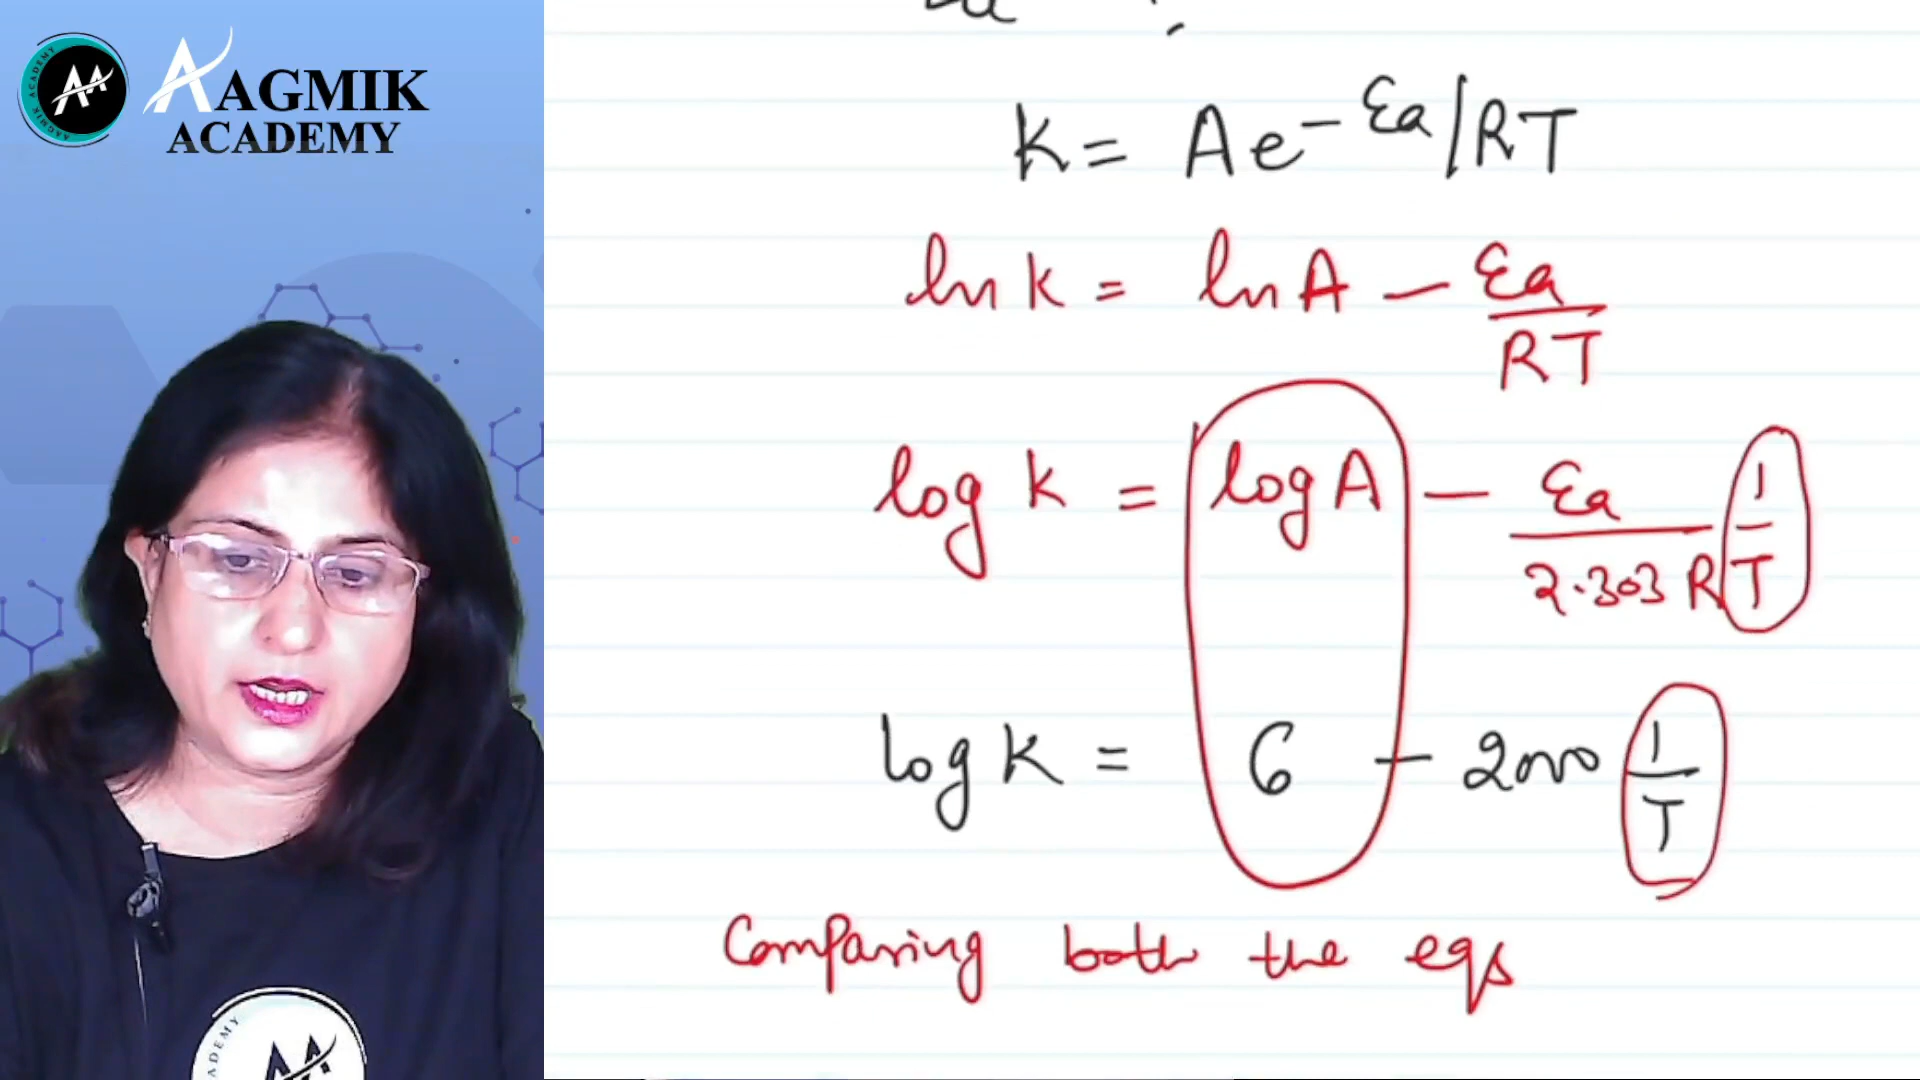 AAGMIK
ACADEMY
K = Ae^-Ea/RT
ln K = ln A - Ea/RT
log K = log A - Ea/2.303 R 1/T
log K = 6 - 2000 1/T
Comparing both the eqs